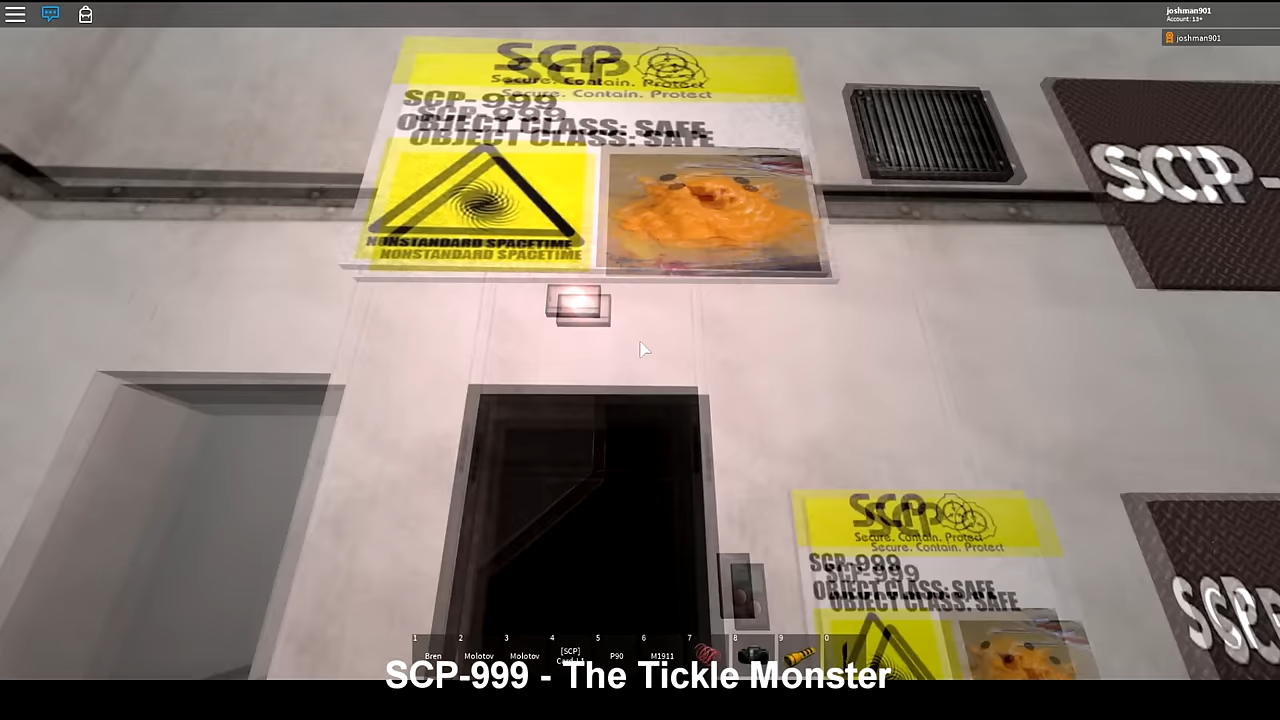 joshman901
Account: 13+
joshman901
SCP
Secure. Contain. Protect
Secure. Contain. Protect
SCP-999
SCP-999
OBJECT CLASS: SAFE
OBJECT CLASS: SAFE
NONSTANDARD SPACETIME
NONSTANDARD SPACETIME
SCP-
SCP
Secure. Contain. Protect
Secure. Contain. Protect
SCP-999
SCP-999
OBJECT CLASS: SAFE
OBJECT CLASS: SAFE
SCP
1 2 3 4 5 6 7 8 9 0
Bren Molotov Molotov [SCP] P90 M1911
SCP-999 - The Tickle Monster